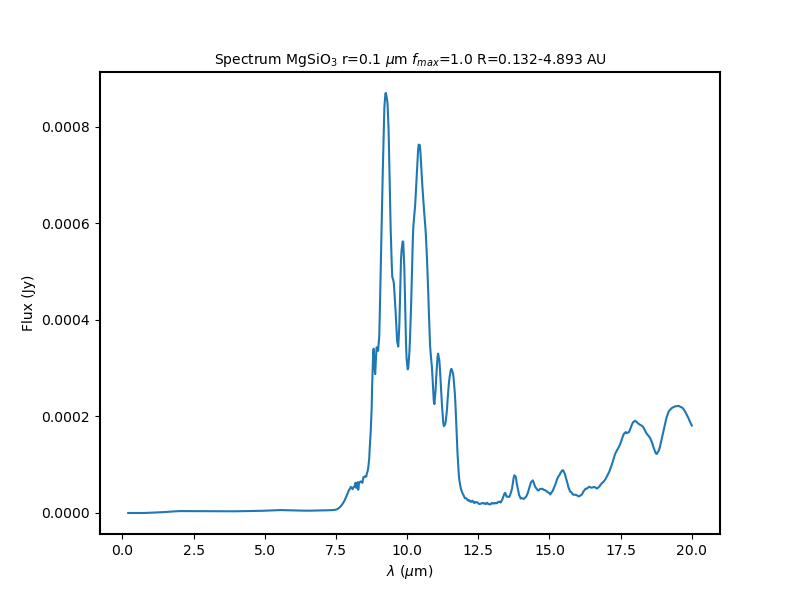 Spectrum MgSiO₃ r=0.1 μm f_max=1.0 R=0.132-4.893 AU
0.0008
0.0006
0.0004
0.0002
0.0000
Flux (Jy)
0.0 2.5 5.0 7.5 10.0 12.5 15.0 17.5 20.0
λ (μm)